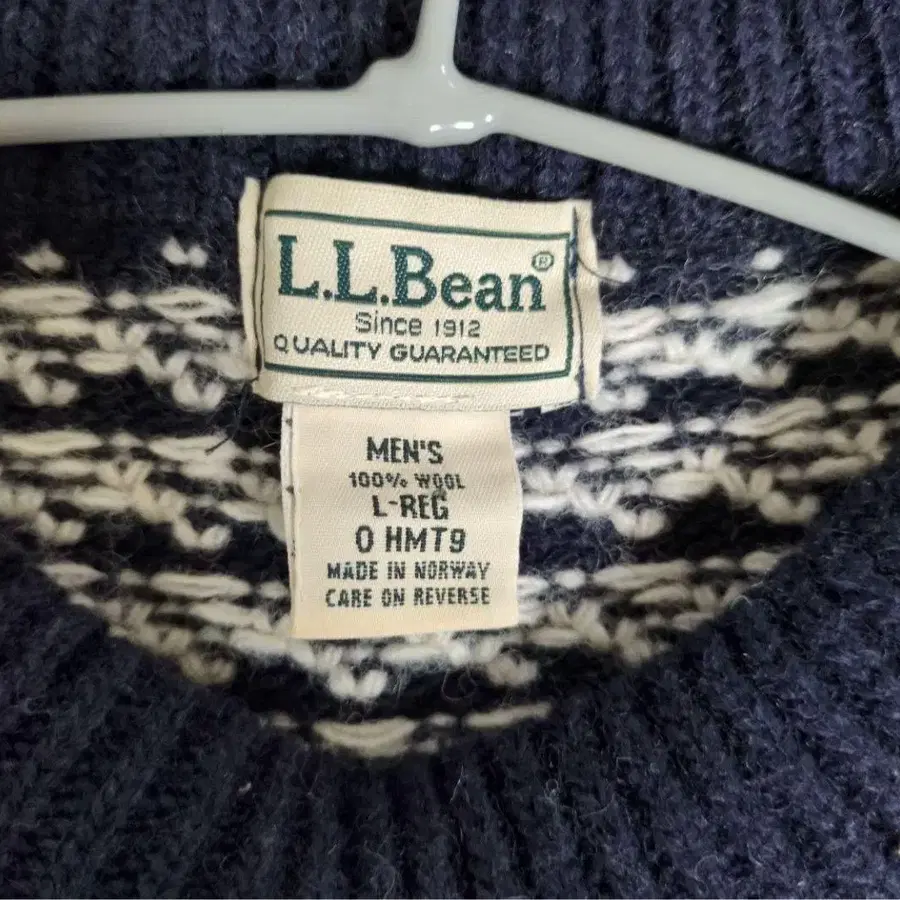 L.L.Bean®
Since 1912
QUALITY GUARANTEED
MEN'S
100% WOOL
L-REG
0 HMT9
MADE IN NORWAY
CARE ON REVERSE